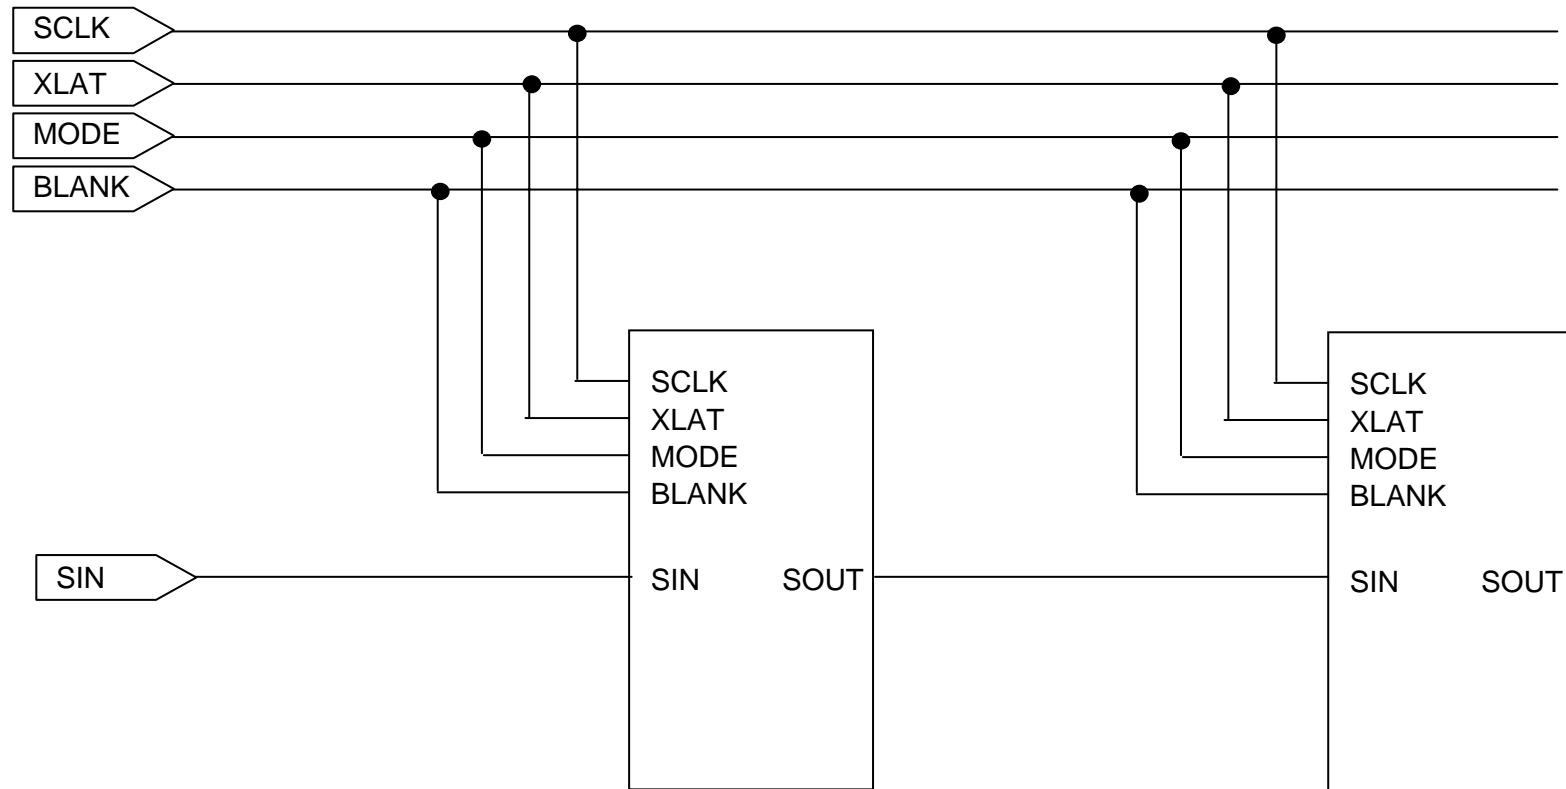 SCLK
XLAT
MODE
BLANK
SCLK
XLAT
MODE
BLANK
SIN SOUT
SCLK
XLAT
MODE
BLANK
SIN SOUT
SIN